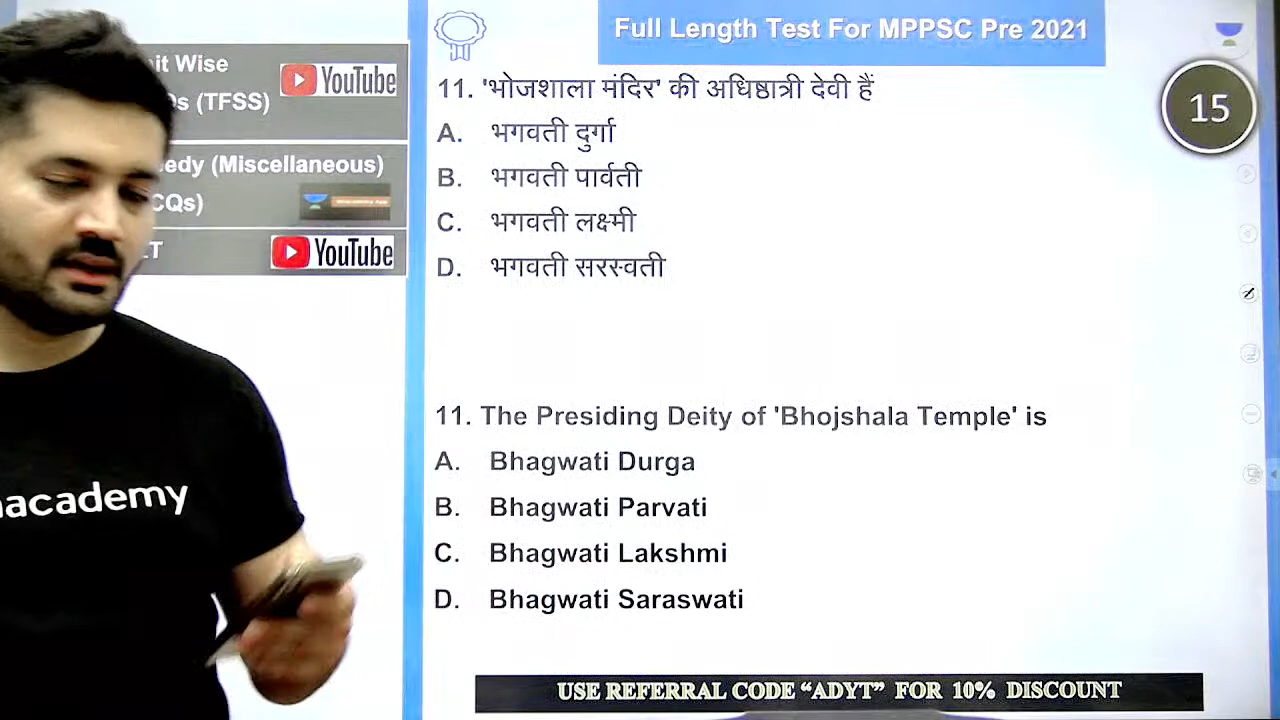 Full Length Test For MPPSC Pre 2021
it Wise
YouTube
s (TFSS)
edy (Miscellaneous)
CQs)
LT
YouTube
15
11. 'भोजशाला मंदिर' की अधिष्ठात्री देवी हैं
A. भगवती दुर्गा
B. भगवती पार्वती
C. भगवती लक्ष्मी
D. भगवती सरस्वती
11. The Presiding Deity of 'Bhojshala Temple' is
A. Bhagwati Durga
B. Bhagwati Parvati
C. Bhagwati Lakshmi
D. Bhagwati Saraswati
nacademy
USE REFERRAL CODE “ADYT” FOR 10% DISCOUNT